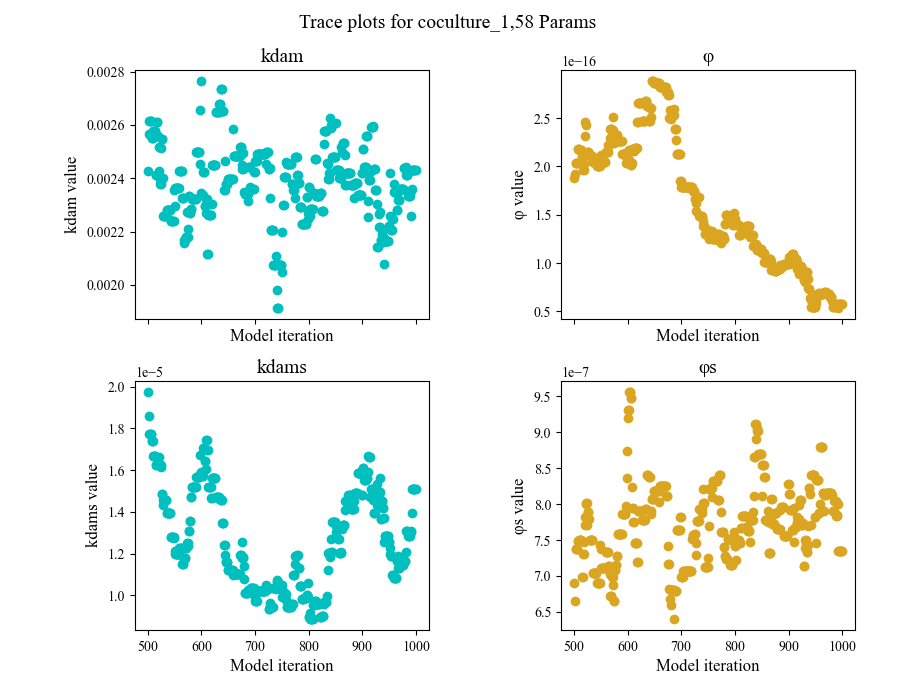 Trace plots for coculture_1,58 Params
kdam
φ
1e−16
0.0028
0.0026
0.0024
0.0022
0.0020
kdam value
Model iteration
2.5
2.0
1.5
1.0
0.5
φ value
Model iteration
kdams
φs
1e−5
1e−7
2.0
1.8
1.6
1.4
1.2
1.0
kdams value
500 600 700 800 900 1000
Model iteration
9.5
9.0
8.5
8.0
7.5
7.0
6.5
φs value
500 600 700 800 900 1000
Model iteration